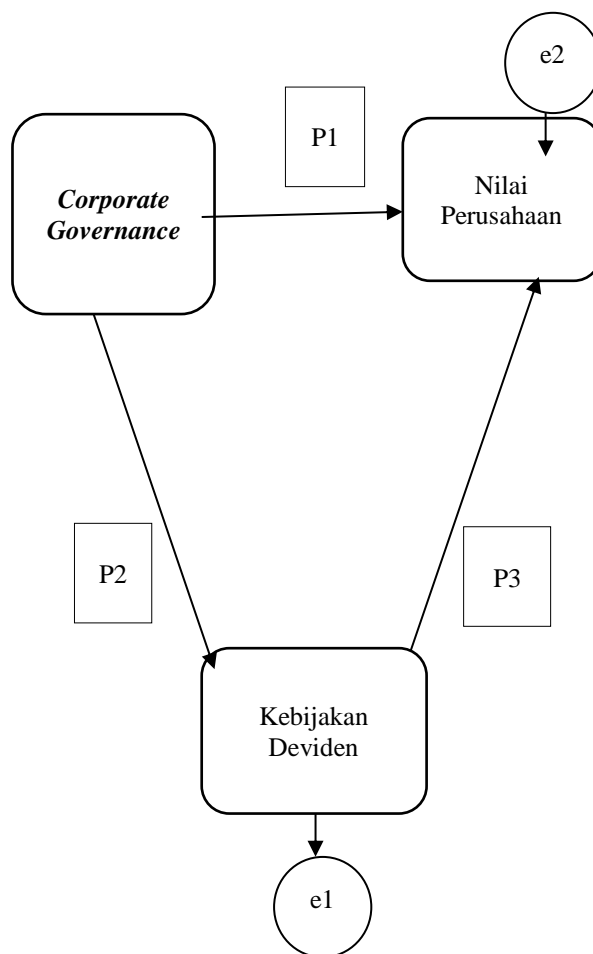 e2
P1
Corporate
Governance
Nilai
Perusahaan
P2
P3
Kebijakan
Deviden
e1